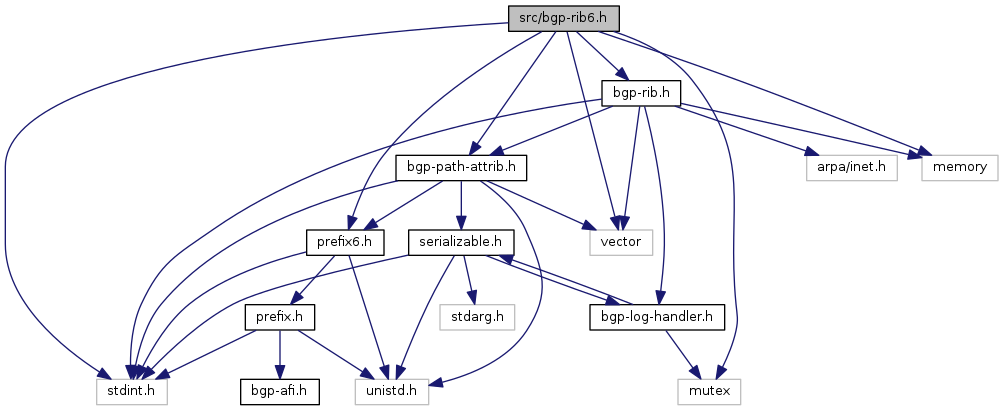 src/bgp-rib6.h
bgp-rib.h
bgp-path-attrib.h
arpa/inet.h
memory
prefix6.h
serializable.h
vector
prefix.h
stdarg.h
bgp-log-handler.h
stdint.h
bgp-afi.h
unistd.h
mutex